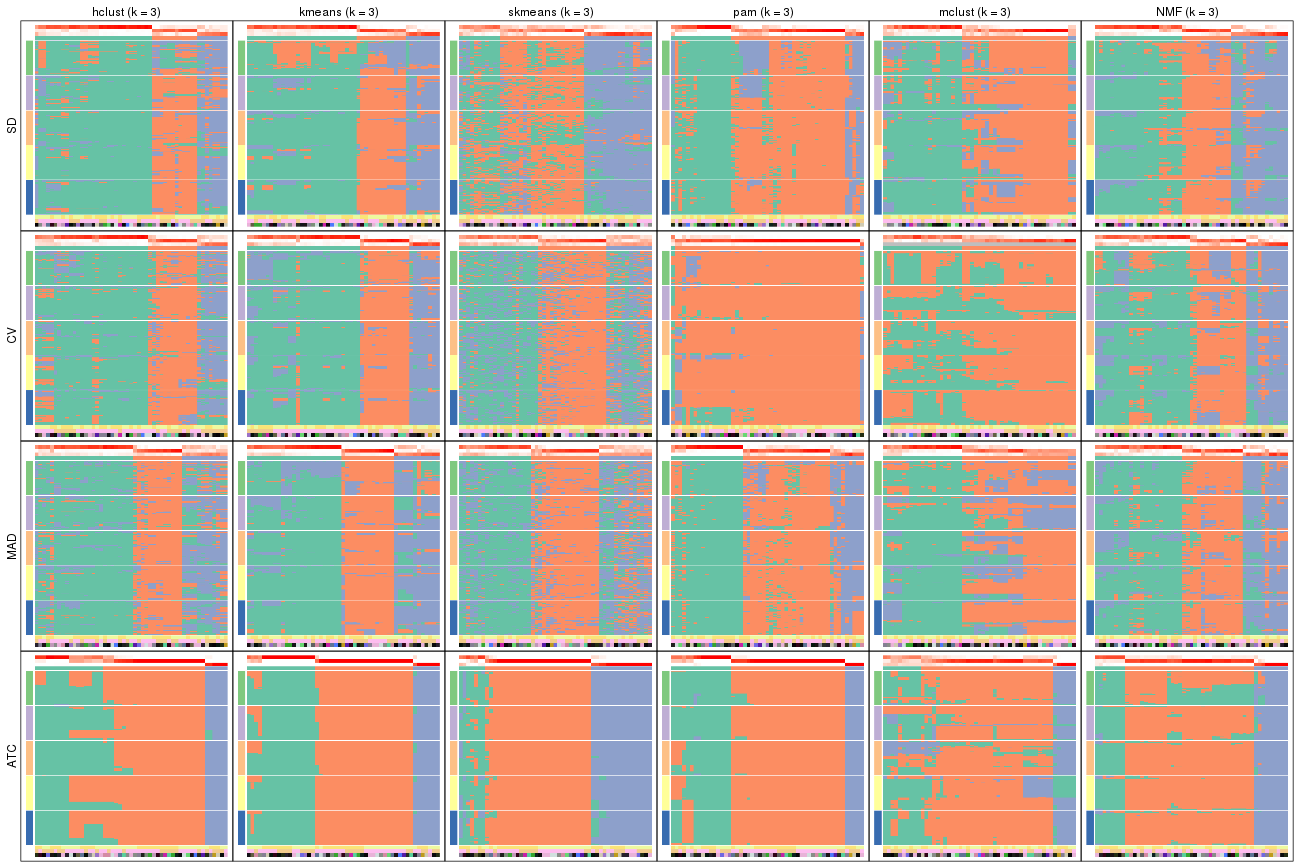 hclust (k = 3)
kmeans (k = 3)
skmeans (k = 3)
pam (k = 3)
mclust (k = 3)
NMF (k = 3)
SD
CV
MAD
ATC